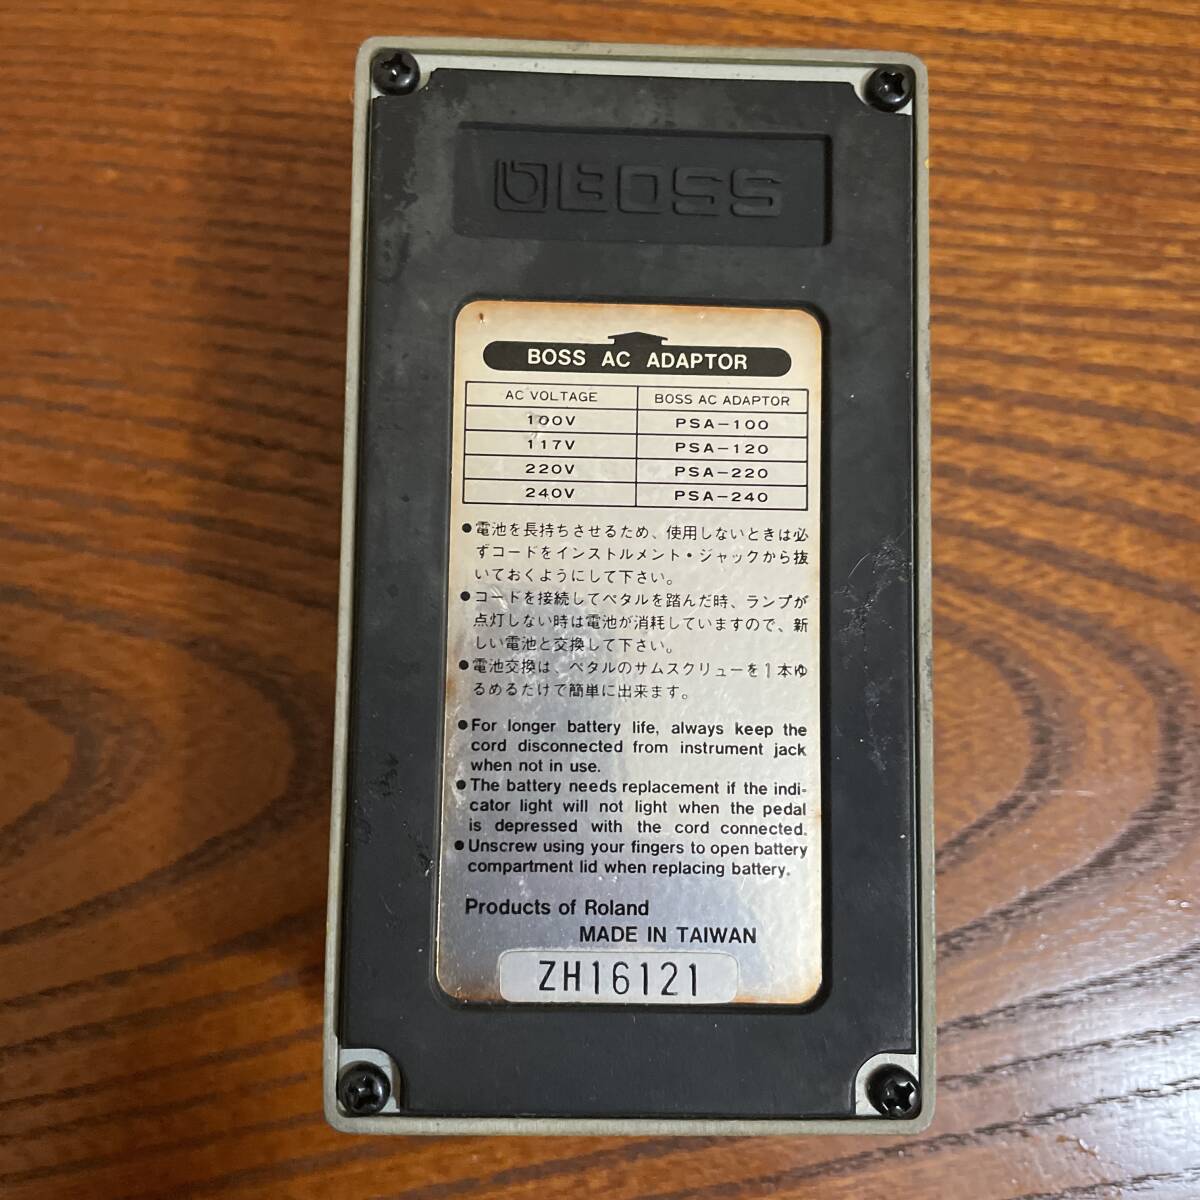 BOSS
BOSS AC ADAPTOR
AC VOLTAGE BOSS AC ADAPTOR
100V PSA-100
117V PSA-120
220V PSA-220
240V PSA-240
●電池を長持ちさせるため、使用しないときは必
ずコードをインストルメント・ジャックから抜
いておくようにして下さい。
●コードを接続してペタルを踏んだ時、ランプが
点灯しない時は電池が消耗していますので、新
しい電池と交換して下さい。
●電池交換は、ペタルのサムスクリューを1本ゆ
るめるだけで簡単に出来ます。
●For longer battery life, always keep the
cord disconnected from instrument jack
when not in use.
●The battery needs replacement if the indi-
cator light will not light when the pedal
is depressed with the cord connected.
●Unscrew using your fingers to open battery
compartment lid when replacing battery.
Products of Roland
MADE IN TAIWAN
ZH16121